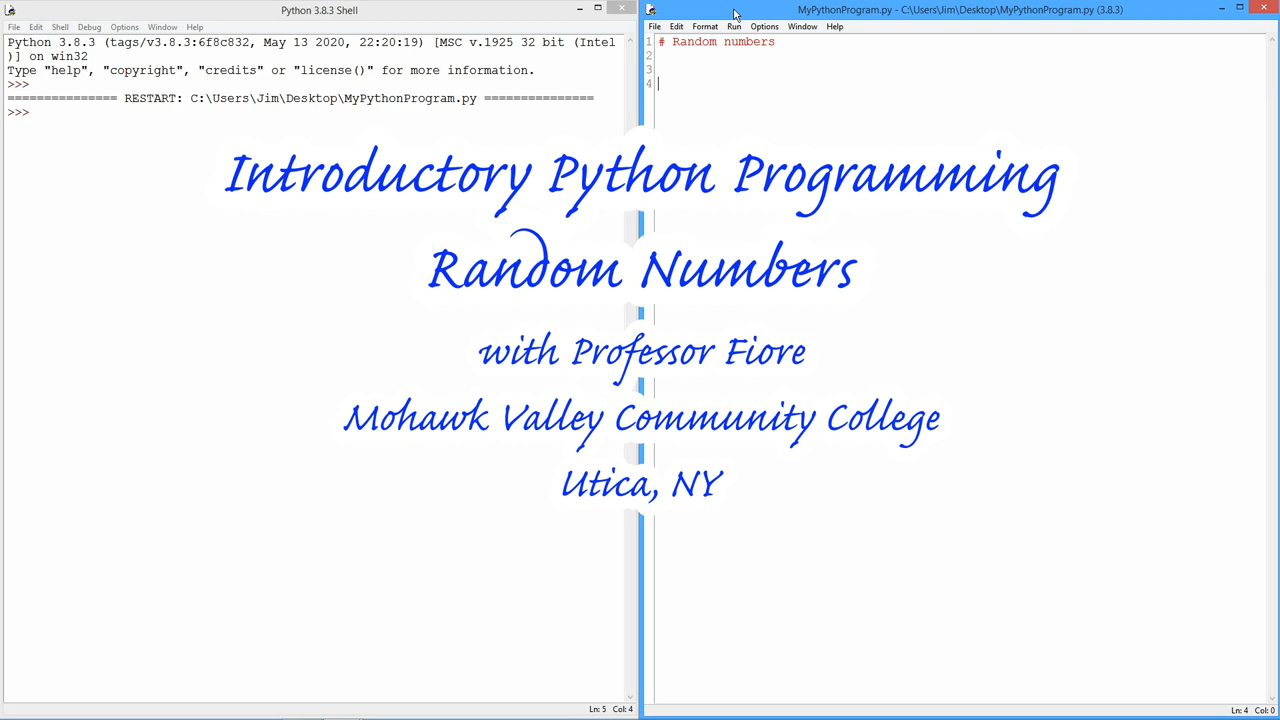 Python 3.8.3 Shell
File Edit Shell Debug Options Window Help
Python 3.8.3 (tags/v3.8.3:6f8c832, May 13 2020, 22:20:19) [MSC v.1925 32 bit (Intel
)] on win32
Type "help", "copyright", "credits" or "license()" for more information.
>>>
=============== RESTART: C:\Users\Jim\Desktop\MyPythonProgram.py ===============
>>>
Ln: 5 Col: 4
MyPythonProgram.py - C:\Users\Jim\Desktop\MyPythonProgram.py (3.8.3)
File Edit Format Run Options Window Help
1 # Random numbers
2
3
4
Ln: 4 Col: 0
Introductory Python Programming
Random Numbers
with Professor Fiore
Mohawk Valley Community College
Utica, NY